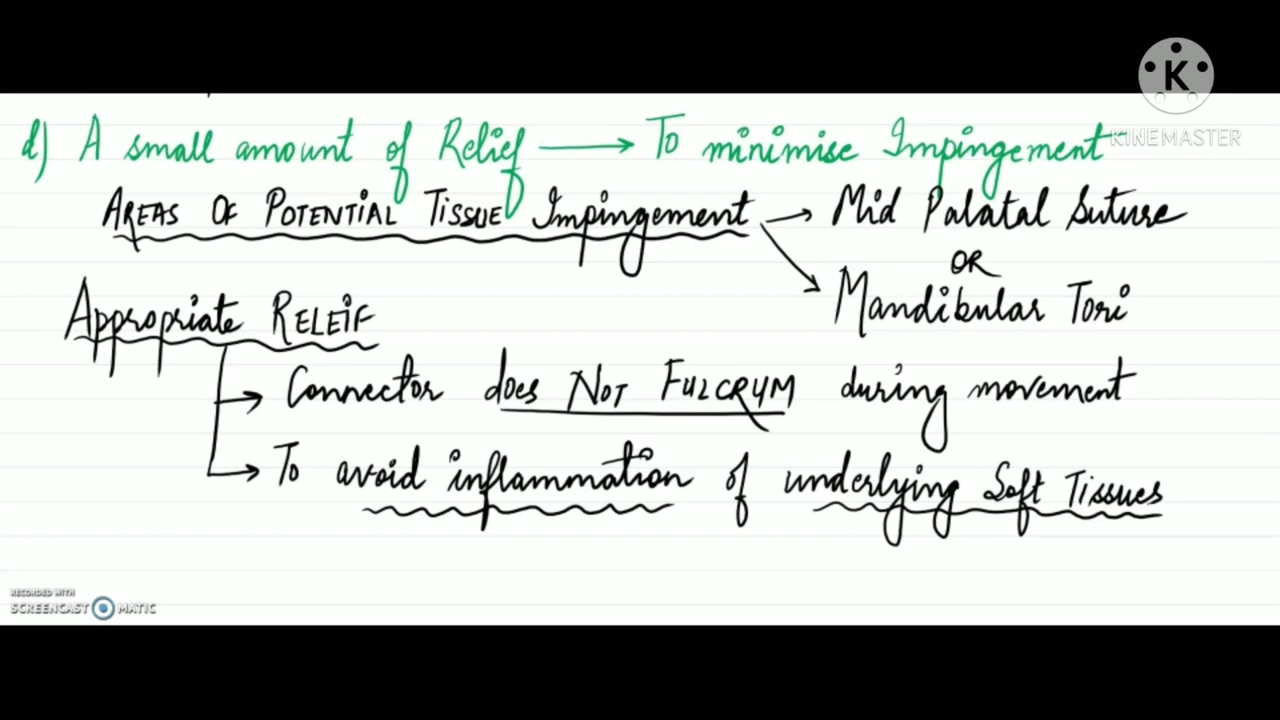 K
KINEMASTER
d) A small amount of Relief → To minimise Impingement
AREAS OF POTENTIAL TISSUE Impingement → Mid Palatal Suture
OR
Mandibular Tori
Appropriate RELEIF
→ Connector does NOT FULCRUM during movement
→ To avoid inflammation of underlying Soft Tissues
RECORDED WITH
SCREENCAST MATIC